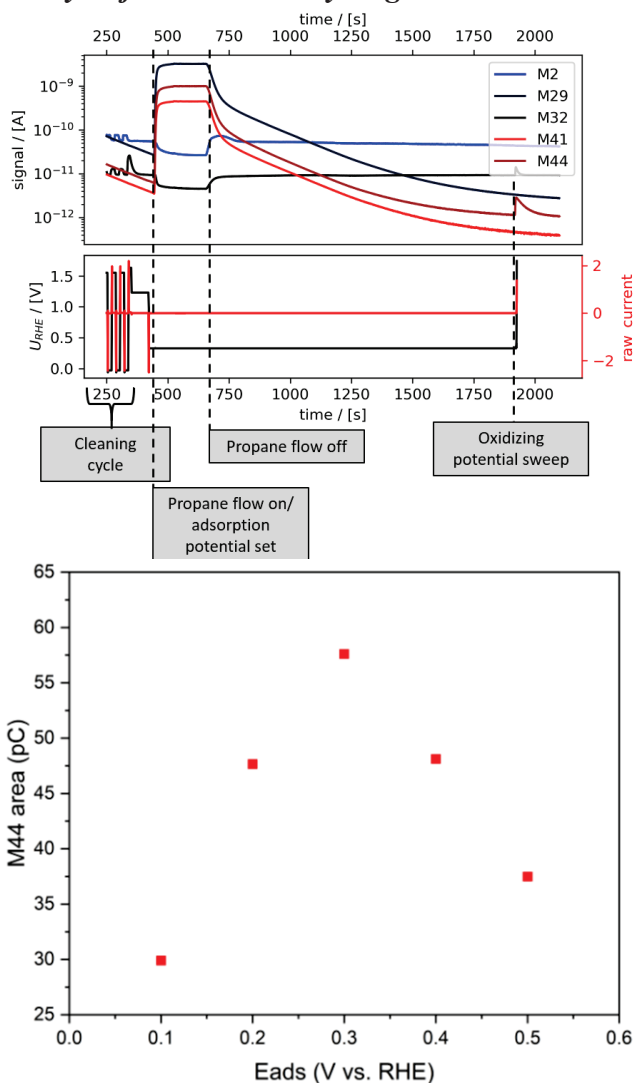 time / [s]
250 500 750 1000 1250 1500 1750 2000
signal / [A]
10⁻⁹
10⁻¹⁰
10⁻¹¹
10⁻¹²
M2
M29
M32
M41
M44
U_RHE / [V]
1.5
1.0
0.5
0.0
2
0
−2
raw current
250 500 750 1000 1250 1500 1750 2000
time / [s]
Cleaning
cycle
Propane flow off
Oxidizing
potential sweep
Propane flow on/
adsorption
potential set
M44 area (pC)
65
60
55
50
45
40
35
30
25
0.0 0.1 0.2 0.3 0.4 0.5 0.6
Eads (V vs. RHE)